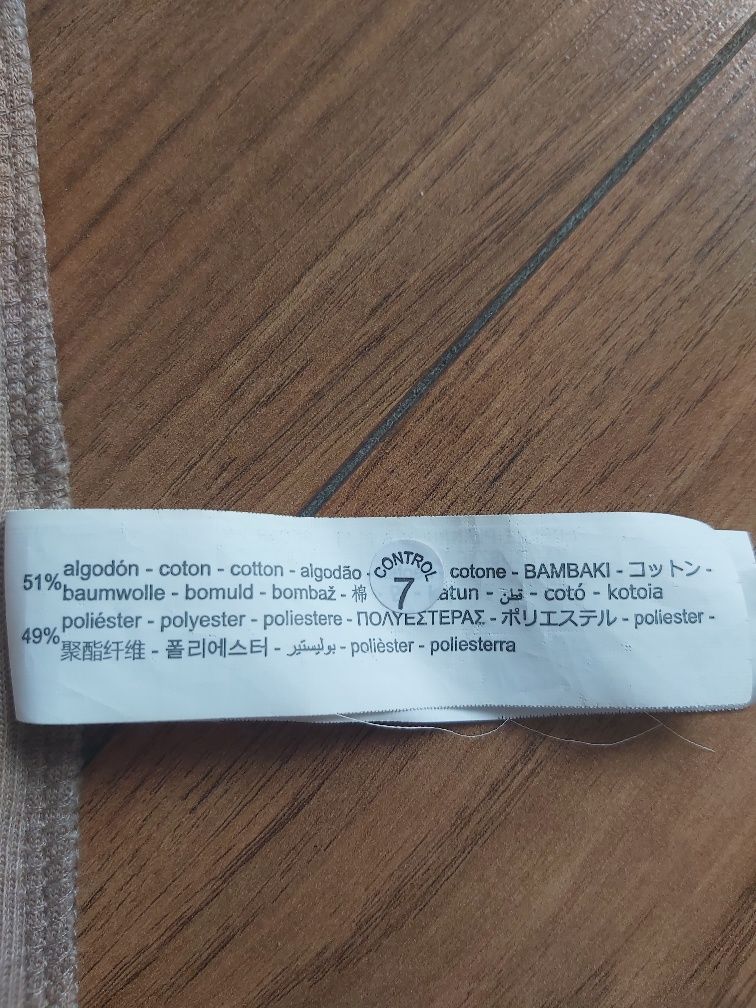 51% algodón - coton - cotton - algodão - cotone - BAMBAKI - コットン -
baumwolle - bomuld - bombaž - 棉 - قطن - cotó - kotoia
49% poliéster - polyester - poliestere - ΠΟΛΥΕΣΤΕΡΑΣ - ポリエステル - poliester -
聚酯纤维 - 폴리에스터 - بوليستير - polièster - poliesterra
CONTROL
7